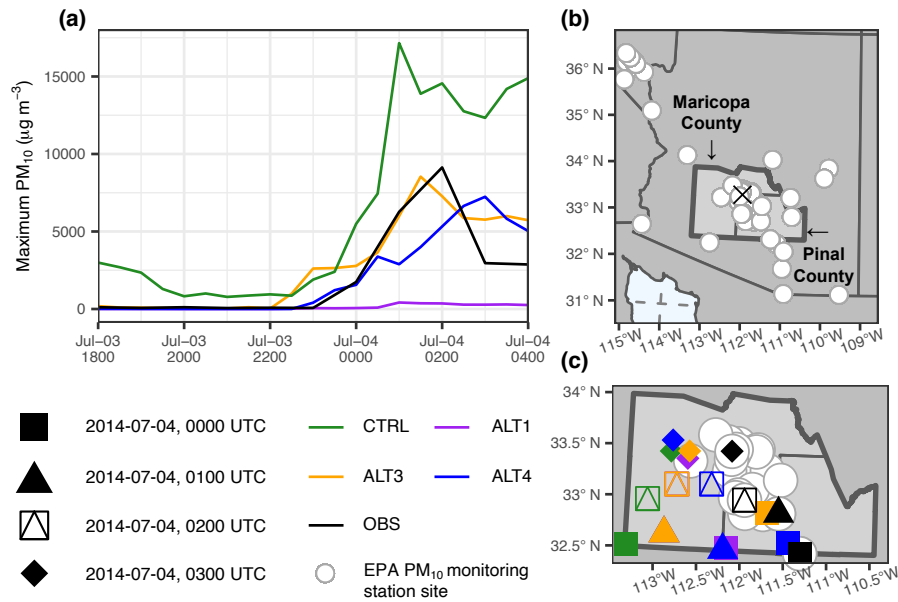 (a)
Maximum PM10 (μg m−3)
15000
10000
5000
0
Jul−03 1800
Jul−03 2000
Jul−03 2200
Jul−04 0000
Jul−04 0200
Jul−04 0400
(b)
36° N
35° N
34° N
33° N
32° N
31° N
Maricopa
County
↓
←
Pinal
County
115°W
114°W
113°W
112°W
111°W
110°W
109°W
2014-07-04, 0000 UTC
2014-07-04, 0100 UTC
2014-07-04, 0200 UTC
2014-07-04, 0300 UTC
CTRL
ALT1
ALT3
ALT4
OBS
EPA PM10 monitoring
station site
(c)
34° N
33.5° N
33° N
32.5° N
113°W
112.5°W
112°W
111.5°W
111°W
110.5°W